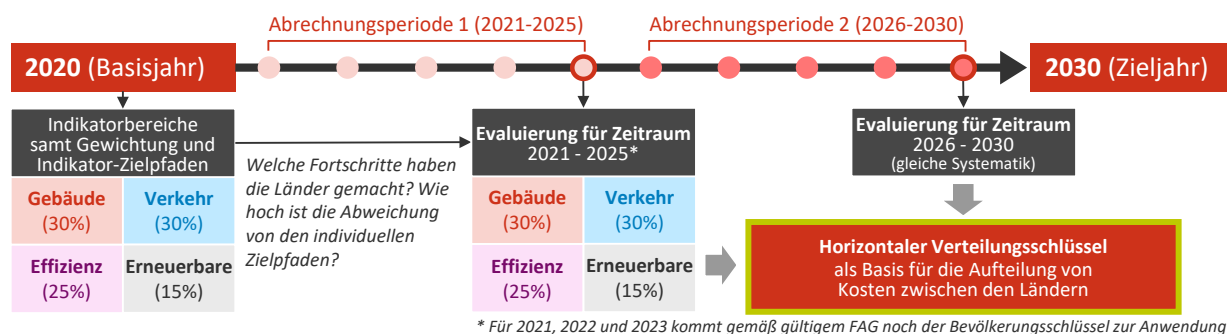 Abrechnungsperiode 1 (2021-2025)
Abrechnungsperiode 2 (2026-2030)
2020 (Basisjahr)
2030 (Zieljahr)
Indikatorbereiche
samt Gewichtung und
Indikator-Zielpfaden
Gebäude
(30%)
Verkehr
(30%)
Effizienz
(25%)
Erneuerbare
(15%)
Welche Fortschritte haben
die Länder gemacht? Wie
hoch ist die Abweichung
von den individuellen
Zielpfaden?
Evaluierung für Zeitraum
2021 - 2025*
Gebäude
(30%)
Verkehr
(30%)
Effizienz
(25%)
Erneuerbare
(15%)
Evaluierung für Zeitraum
2026 - 2030
(gleiche Systematik)
Horizontaler Verteilungsschlüssel
als Basis für die Aufteilung von
Kosten zwischen den Ländern
* Für 2021, 2022 und 2023 kommt gemäß gültigem FAG noch der Bevölkerungsschlüssel zur Anwendung